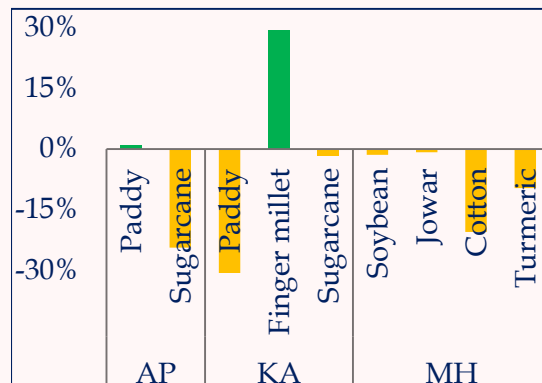 30%
15%
0%
-15%
-30%
Paddy
Sugarcane
Paddy
Finger millet
Sugarcane
Soybean
Jowar
Cotton
Turmeric
AP
KA
MH